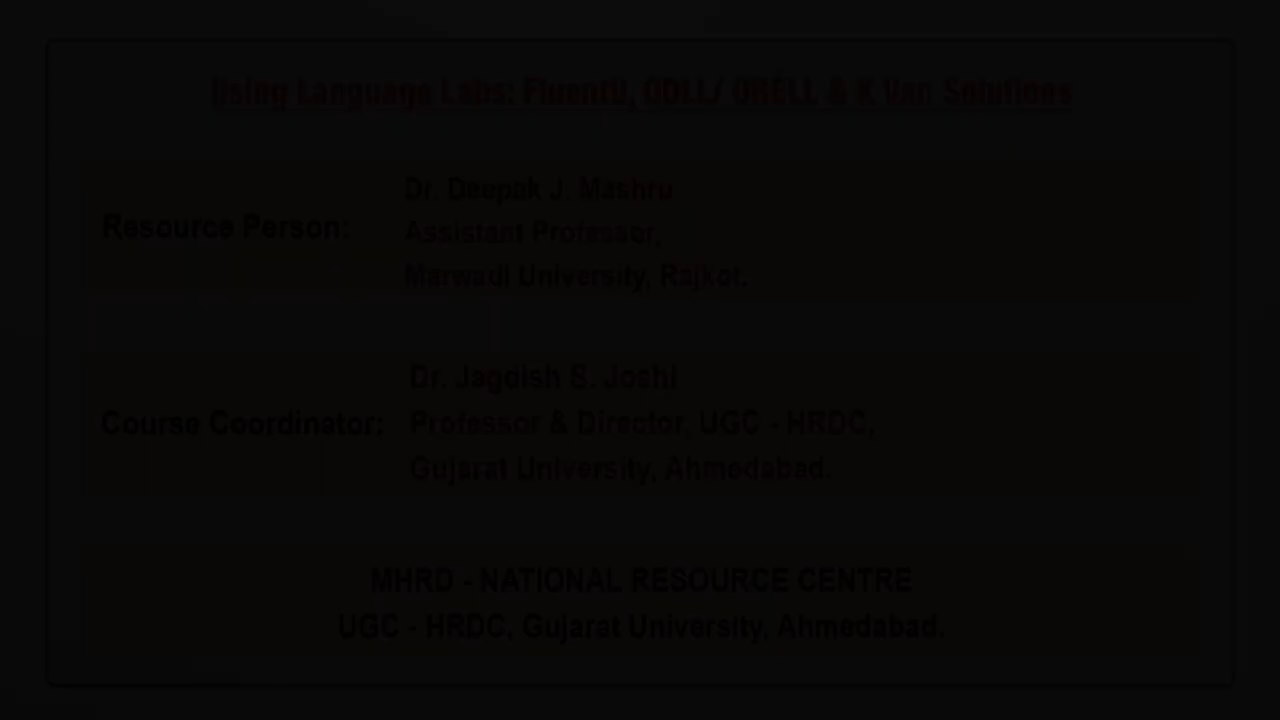 Using Language Labs: FluentU, ODLL/ ORELL & K Van Solutions
Resource Person:
Dr. Deepak J. Mashru
Assistant Professor,
Marwadi University, Rajkot.
Course Coordinator:
Dr. Jagdish S. Joshi
Professor & Director, UGC - HRDC,
Gujarat University, Ahmedabad.
MHRD - NATIONAL RESOURCE CENTRE
UGC - HRDC, Gujarat University, Ahmedabad.